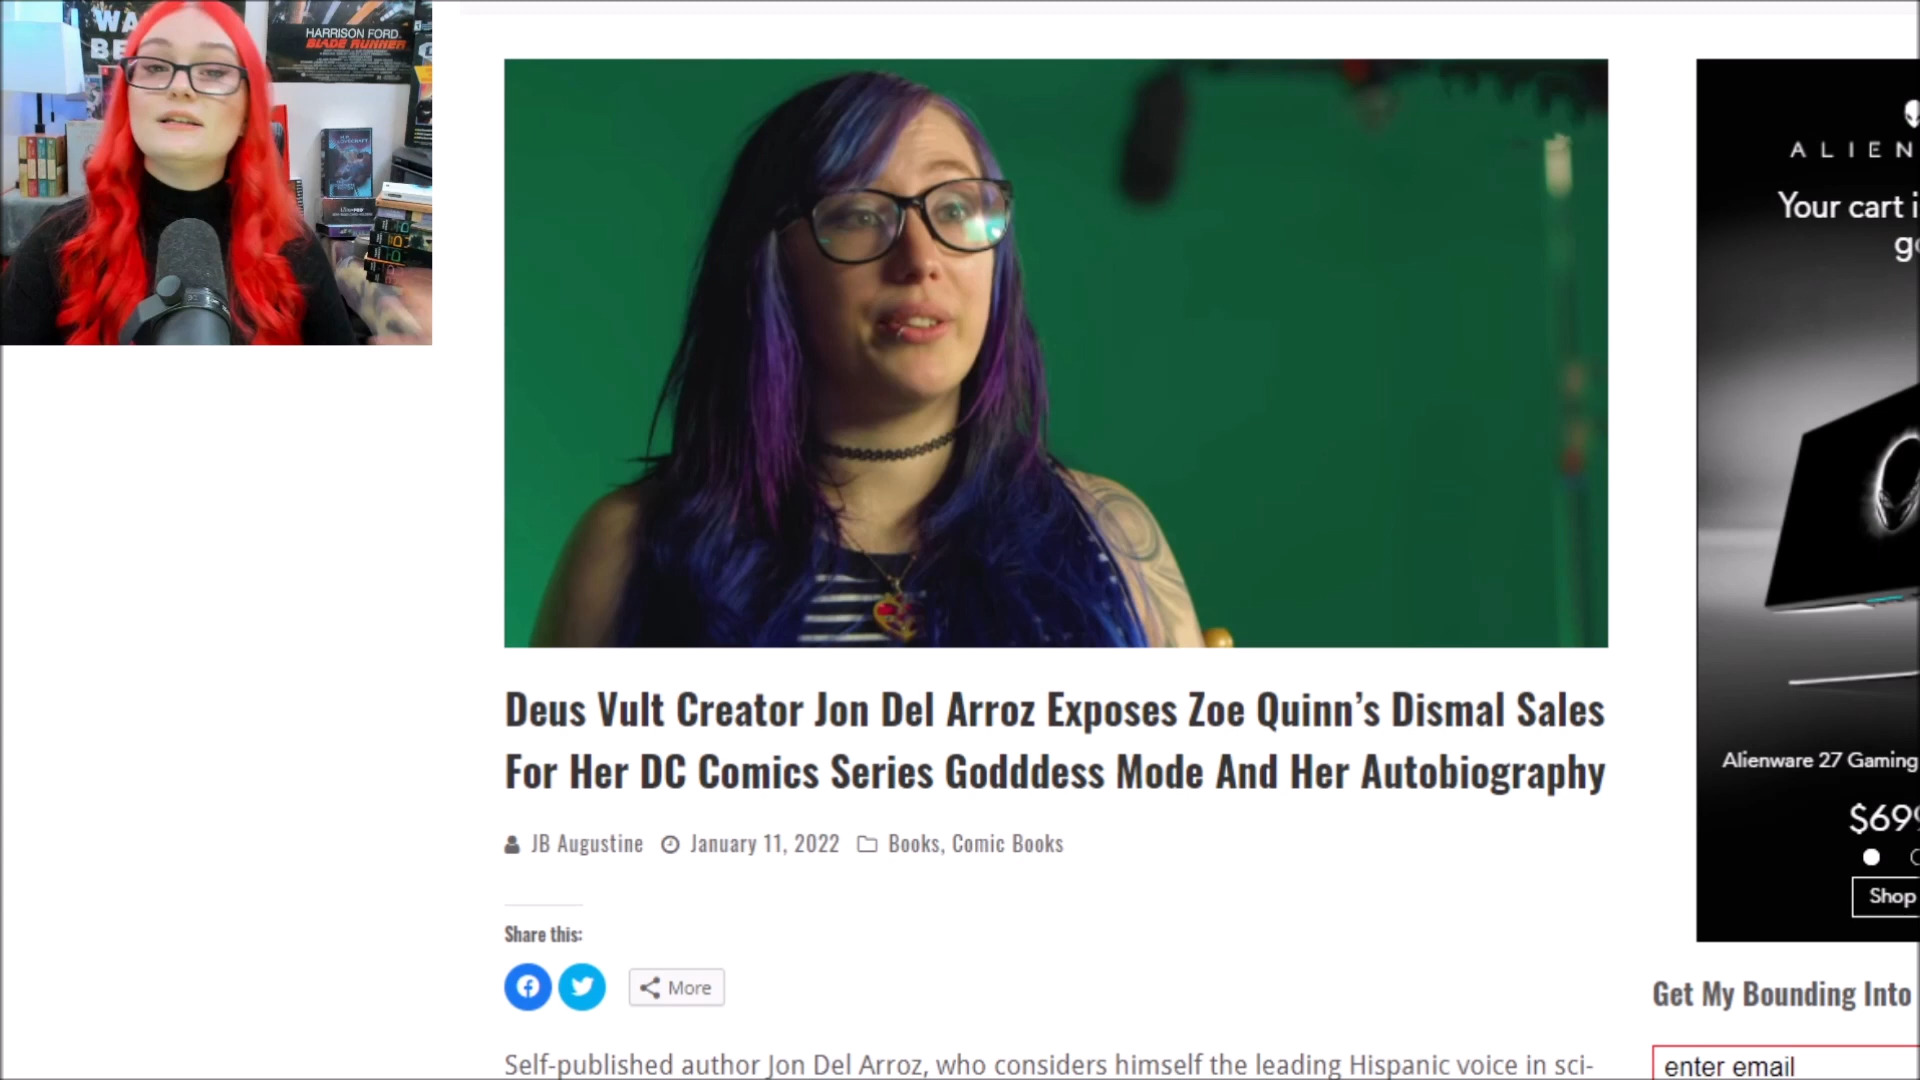 WA
BE
HARRISON FORD.
BLADE RUNNER
ALIEN
Your cart i
g
Deus Vult Creator Jon Del Arroz Exposes Zoe Quinn’s Dismal Sales
For Her DC Comics Series Godddess Mode And Her Autobiography
JB Augustine January 11, 2022 Books, Comic Books
Alienware 27 Gaming
$699
Shop
Share this:
More
Get My Bounding Into
enter email
Self-published author Jon Del Arroz, who considers himself the leading Hispanic voice in sci-